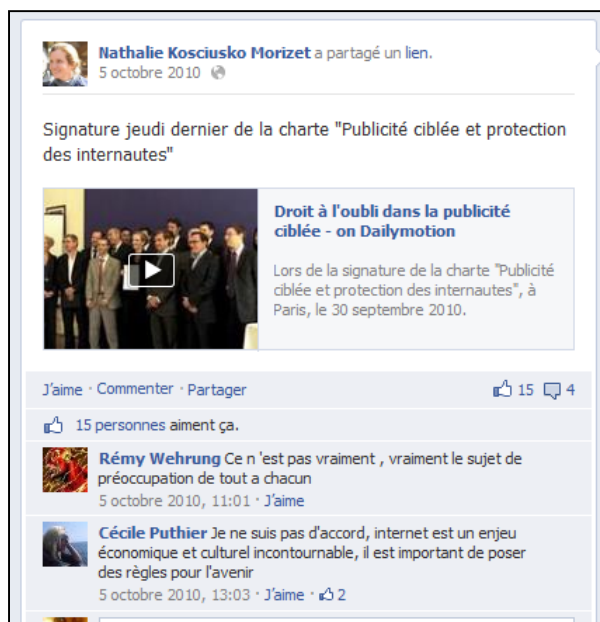 Nathalie Kosciusko Morizet a partagé un lien.
5 octobre 2010
Signature jeudi dernier de la charte "Publicité ciblée et protection
des internautes"
Droit à l'oubli dans la publicité
ciblée - on Dailymotion
Lors de la signature de la charte "Publicité
ciblée et protection des internautes", à
Paris, le 30 septembre 2010.
J'aime · Commenter · Partager 15 4
15 personnes aiment ça.
Rémy Wehrung Ce n 'est pas vraiment , vraiment le sujet de
préoccupation de tout a chacun
5 octobre 2010, 11:01 · J'aime
Cécile Puthier Je ne suis pas d'accord, internet est un enjeu
économique et culturel incontournable, il est important de poser
des règles pour l'avenir
5 octobre 2010, 13:03 · J'aime · 2